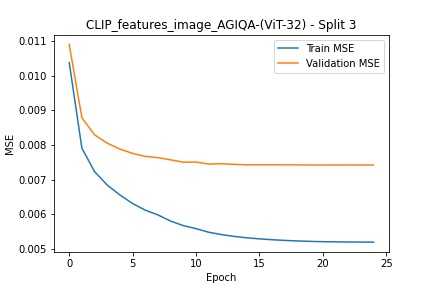 CLIP_features_image_AGIQA-(ViT-32) - Split 3
Train MSE
Validation MSE
MSE
0.011
0.010
0.009
0.008
0.007
0.006
0.005
0 5 10 15 20 25
Epoch